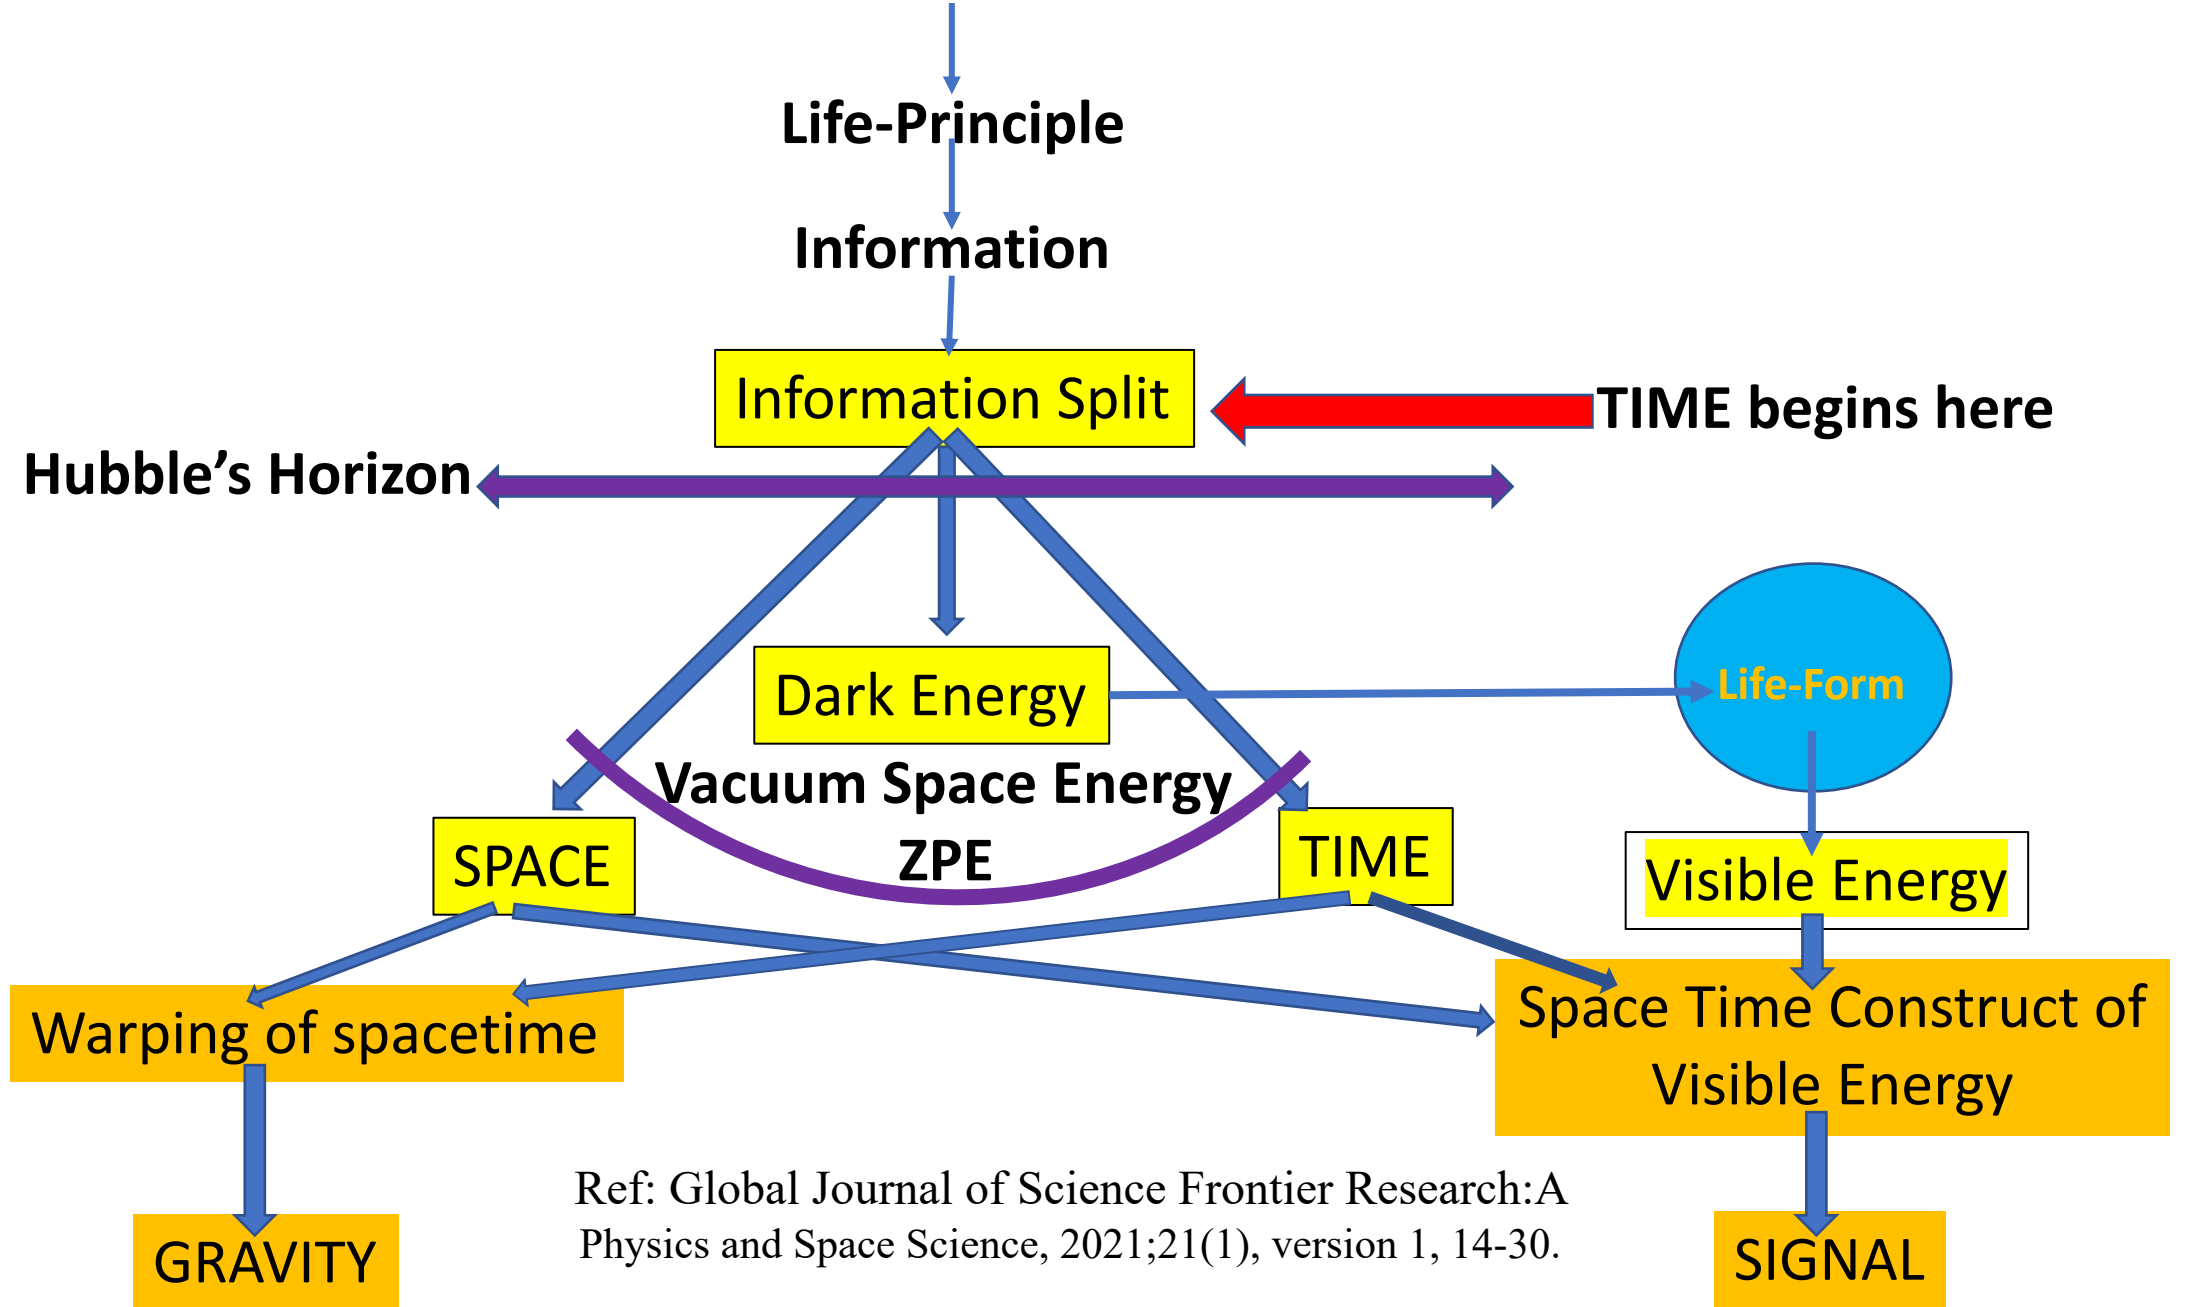 Life-Principle
Information
Information Split
TIME begins here
Hubble’s Horizon
Dark Energy
Life-Form
Vacuum Space Energy
ZPE
SPACE
TIME
Visible Energy
Warping of spacetime
Space Time Construct of
Visible Energy
GRAVITY
SIGNAL
Ref: Global Journal of Science Frontier Research:A
Physics and Space Science, 2021;21(1), version 1, 14-30.